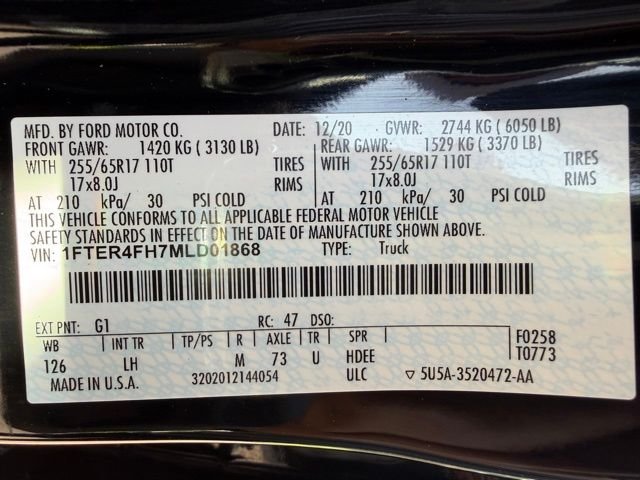 MFD. BY FORD MOTOR CO. DATE: 12/20 GVWR: 2744 KG ( 6050 LB)
FRONT GAWR: 1420 KG ( 3130 LB) REAR GAWR: 1529 KG ( 3370 LB)
WITH 255/65R17 110T TIRES WITH 255/65R17 110T TIRES
17x8.0J RIMS 17x8.0J RIMS
AT 210 kPa/ 30 PSI COLD AT 210 kPa/ 30 PSI COLD
THIS VEHICLE CONFORMS TO ALL APPLICABLE FEDERAL MOTOR VEHICLE
SAFETY STANDARDS IN EFFECT ON THE DATE OF MANUFACTURE SHOWN ABOVE.
VIN: 1FTER4FH7MLD01868 TYPE: Truck
EXT PNT: G1 RC: 47 DSO:
WB INT TR TP/PS R AXLE TR SPR F0258
126 LH M 73 U HDEE T0773
MADE IN U.S.A. 3202012144054 ULC ▽ 5U5A-3520472-AA